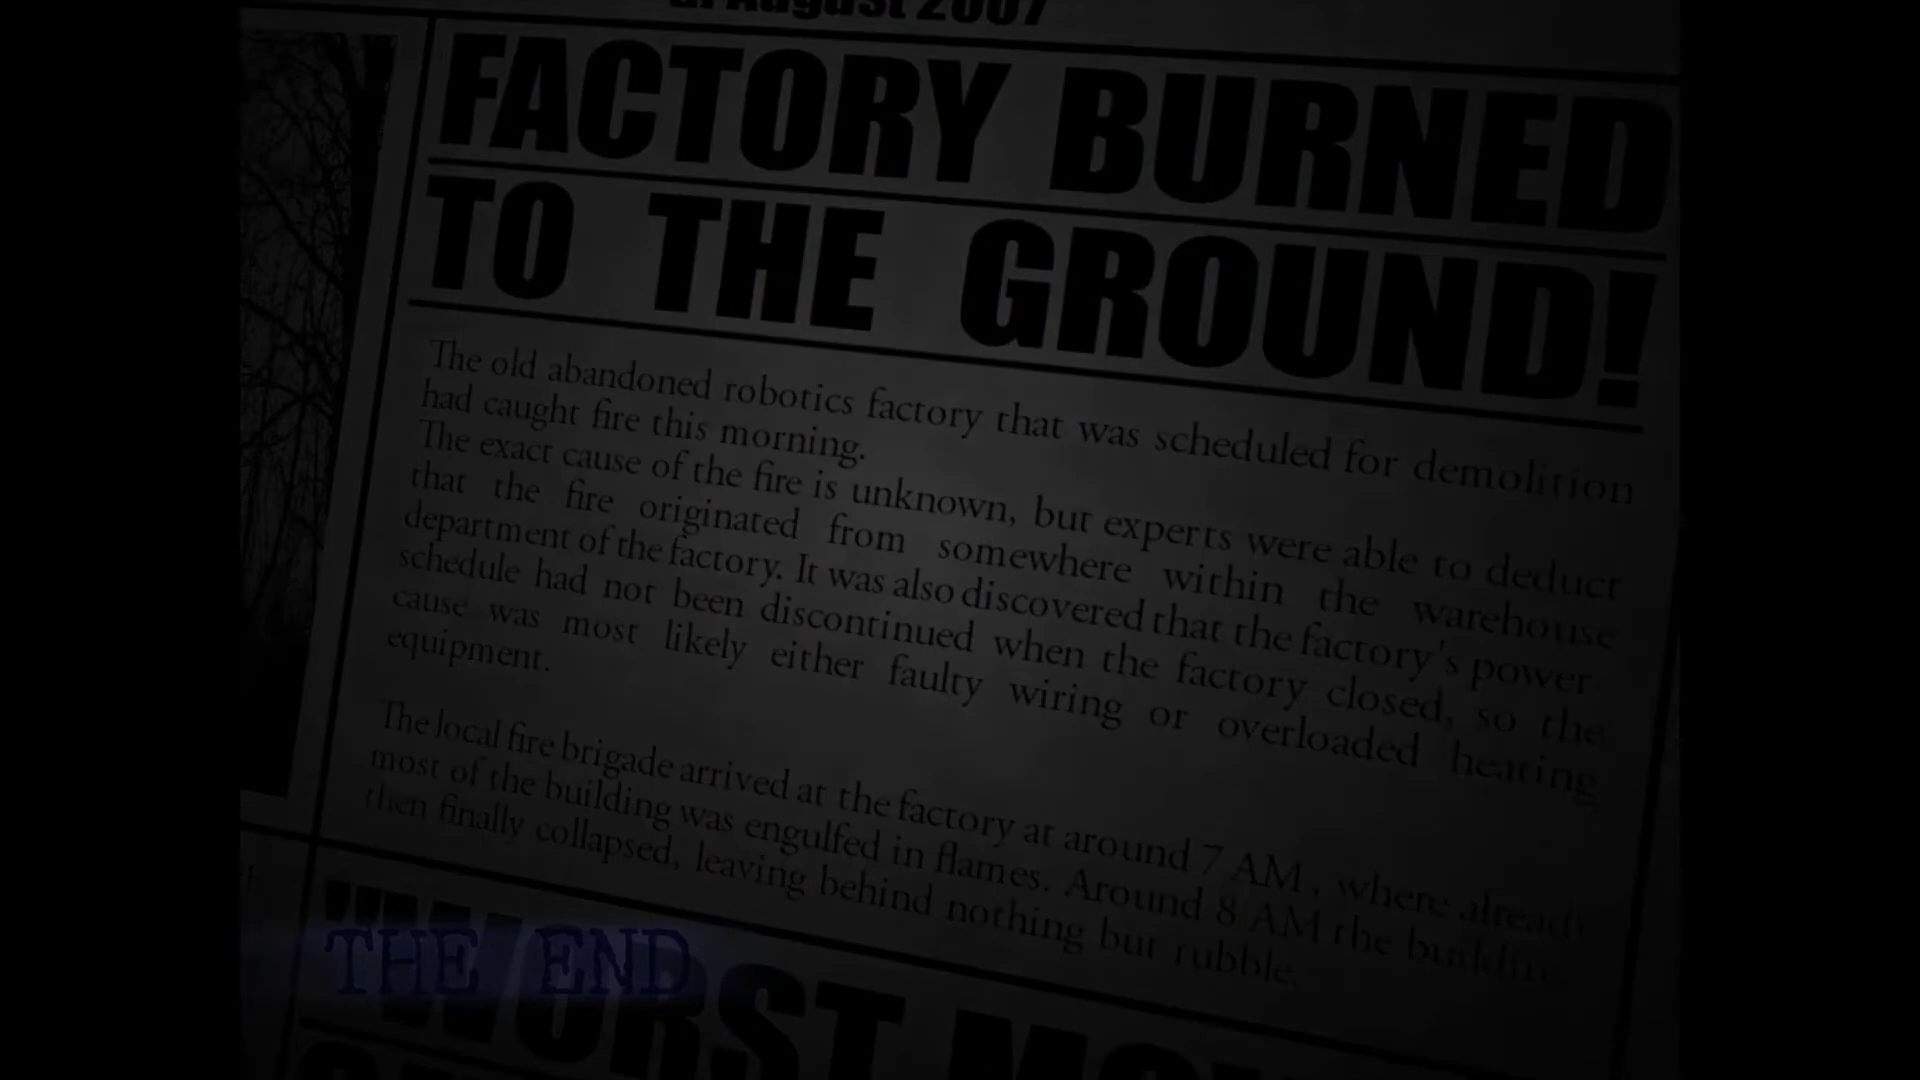 August 2007
FACTORY BURNED
TO THE GROUND!
The old abandoned robotics factory that was scheduled for demolition
had caught fire this morning.
The exact cause of the fire is unknown, but experts were able to deduct
that the fire originated from somewhere within the warehouse
department of the factory. It was also discovered that the factory's power
schedule had not been discontinued when the factory closed, so the
cause was most likely either faulty wiring or overloaded heating
equipment.
The local fire brigade arrived at the factory at around 7 AM, where already
most of the building was engulfed in flames. Around 8 AM the building
then finally collapsed, leaving behind nothing but rubble.
THE END
"WORST